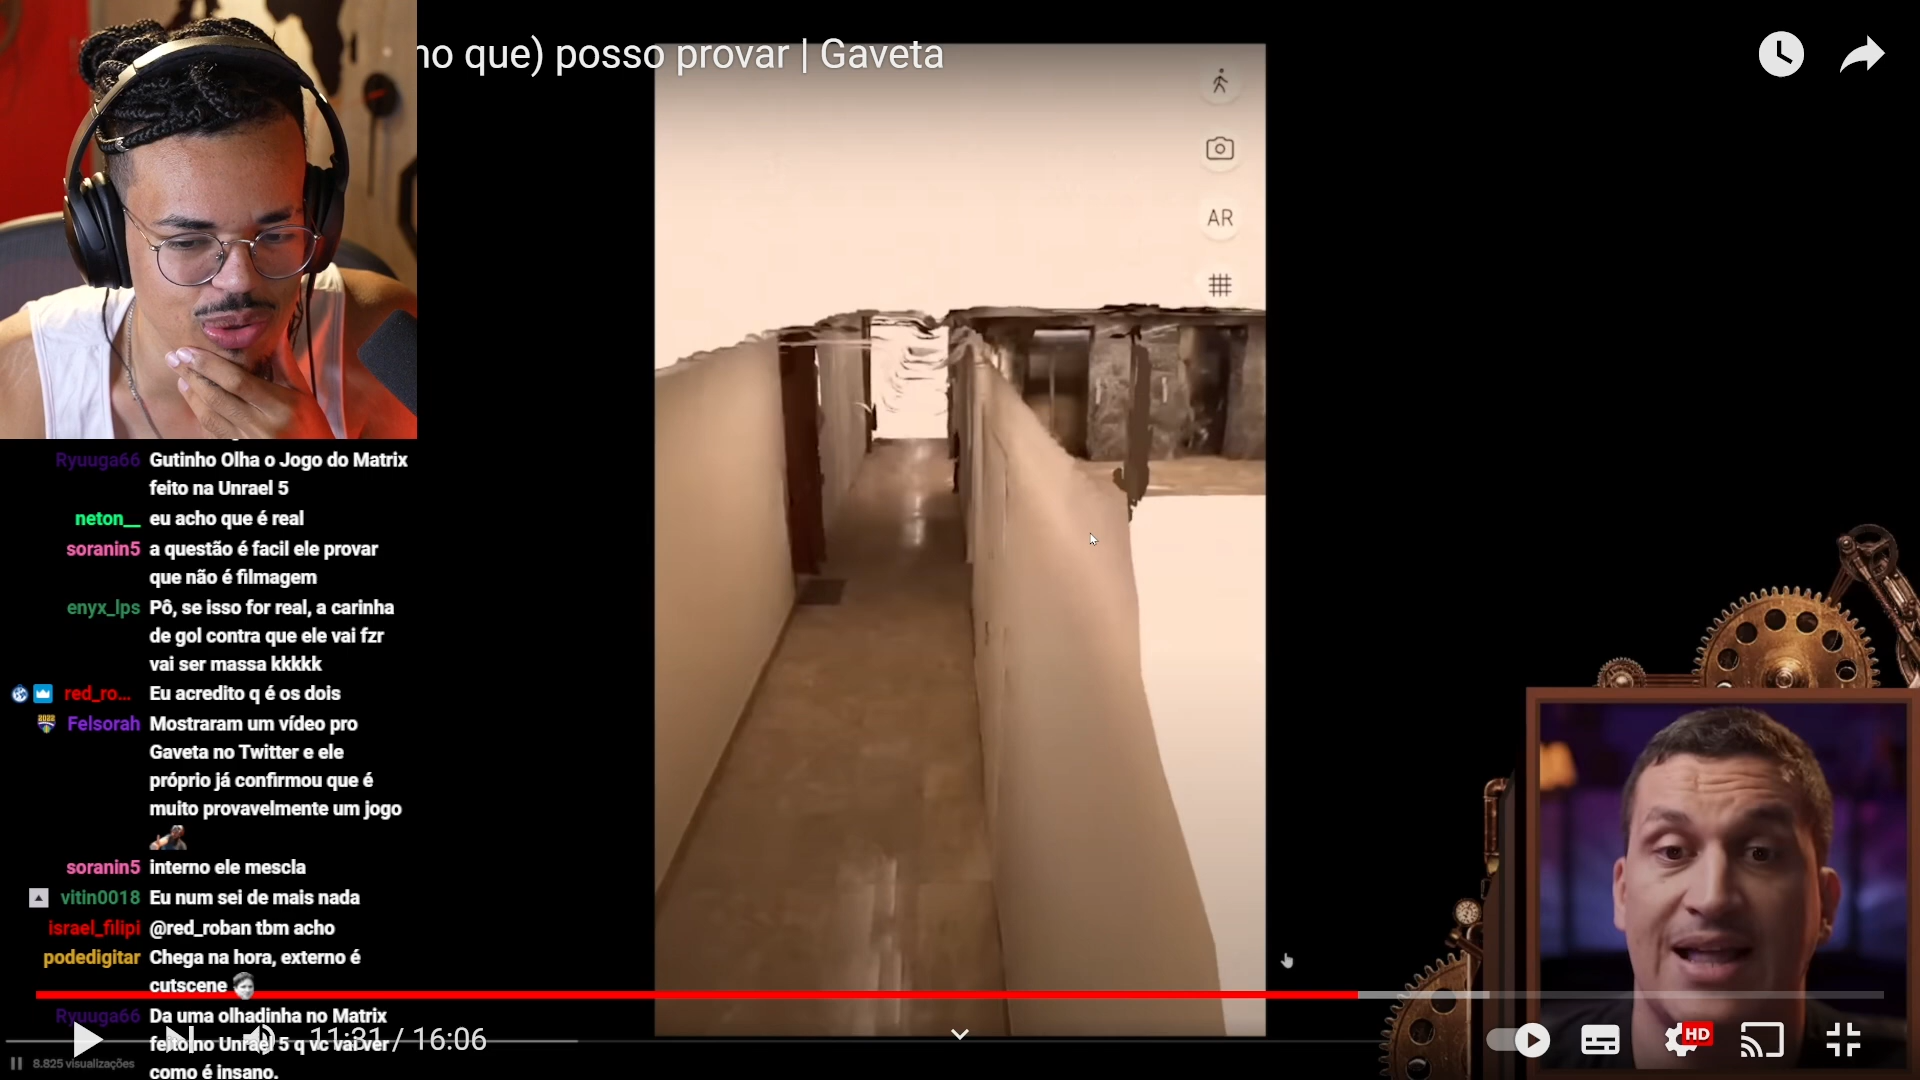 no que) posso provar | Gaveta
AR
Ryuuga66 Gutinho Olha o Jogo do Matrix
feito na Unrael 5
neton__ eu acho que é real
soranin5 a questão é facil ele provar
que não é filmagem
enyx_lps Pô, se isso for real, a carinha
de gol contra que ele vai fzr
vai ser massa kkkkk
red_ro... Eu acredito q é os dois
Felsorah Mostraram um vídeo pro
Gaveta no Twitter e ele
próprio já confirmou que é
muito provavelmente um jogo
soranin5 interno ele mescla
vitin0018 Eu num sei de mais nada
israel_filipi @red_roban tbm acho
podedigitar Chega na hora, externo é
cutscene
Ryuuga66 Da uma olhadinha no Matrix
feito no Unrael 5 q vc vai ver
como é insano.
11:31 / 16:06
HD
8.825 visualizações